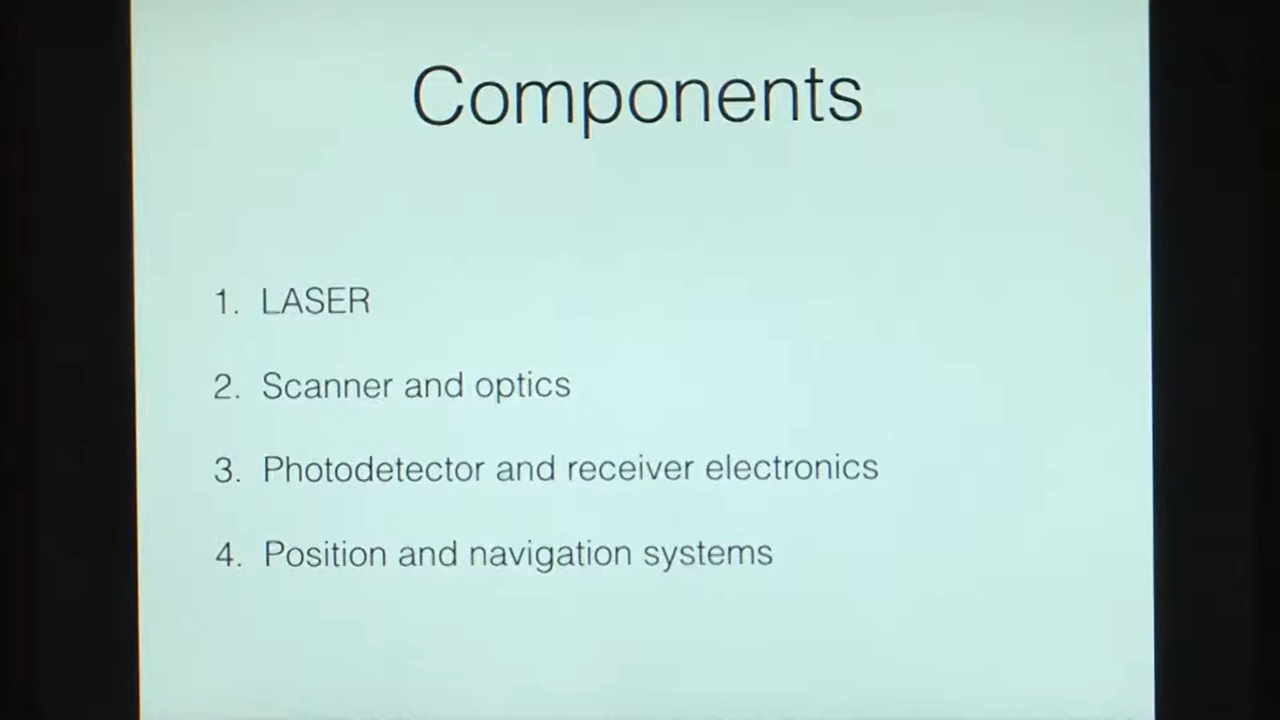 Components
1. LASER
2. Scanner and optics
3. Photodetector and receiver electronics
4. Position and navigation systems